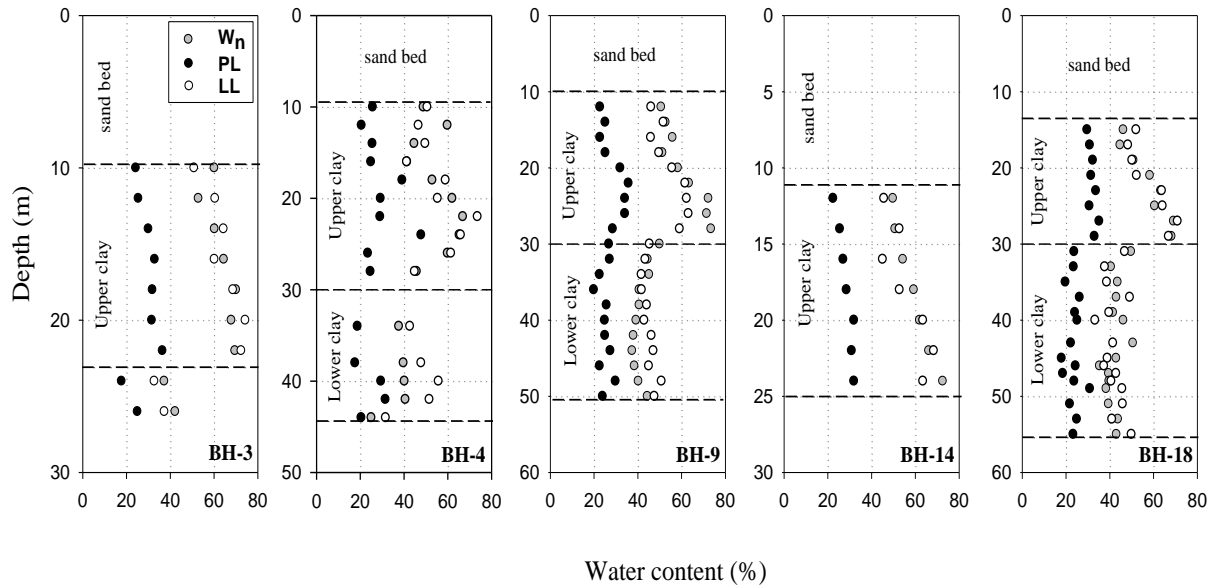 Depth (m)
0
10
20
30
Wn
PL
LL
sand bed
Upper clay
BH-3
0 20 40 60 80
0
10
20
30
40
50
sand bed
Upper clay
Lower clay
BH-4
0 20 40 60 80
0
10
20
30
40
50
60
sand bed
Upper clay
Lower clay
BH-9
0 20 40 60 80
0
5
10
15
20
25
30
sand bed
Upper clay
BH-14
0 20 40 60 80
0
10
20
30
40
50
60
sand bed
Upper clay
Lower clay
BH-18
0 20 40 60 80
Water content (%)